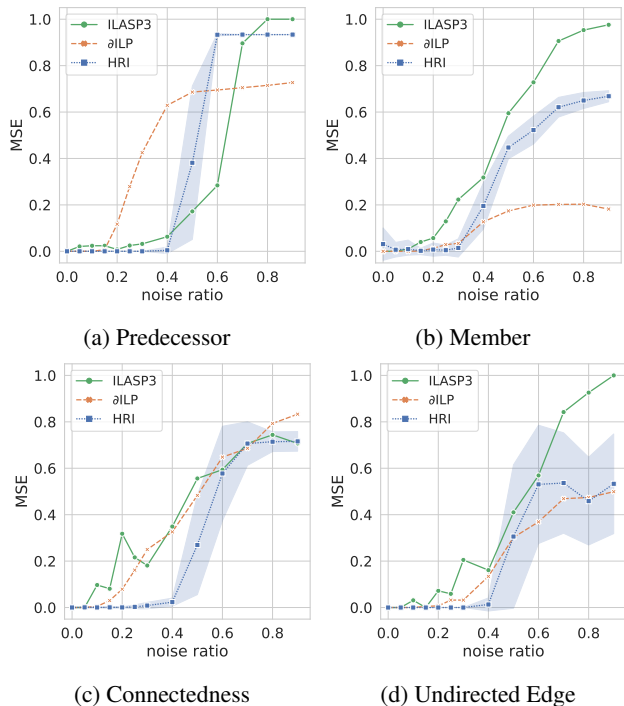 ILASP3
∂ILP
HRI
MSE
1.0
0.8
0.6
0.4
0.2
0.0
0.0 0.2 0.4 0.6 0.8
noise ratio
(a) Predecessor
ILASP3
∂ILP
HRI
MSE
1.0
0.8
0.6
0.4
0.2
0.0
0.0 0.2 0.4 0.6 0.8
noise ratio
(b) Member
ILASP3
∂ILP
HRI
MSE
1.0
0.8
0.6
0.4
0.2
0.0
0.0 0.2 0.4 0.6 0.8
noise ratio
(c) Connectedness
ILASP3
∂ILP
HRI
MSE
1.0
0.8
0.6
0.4
0.2
0.0
0.0 0.2 0.4 0.6 0.8
noise ratio
(d) Undirected Edge